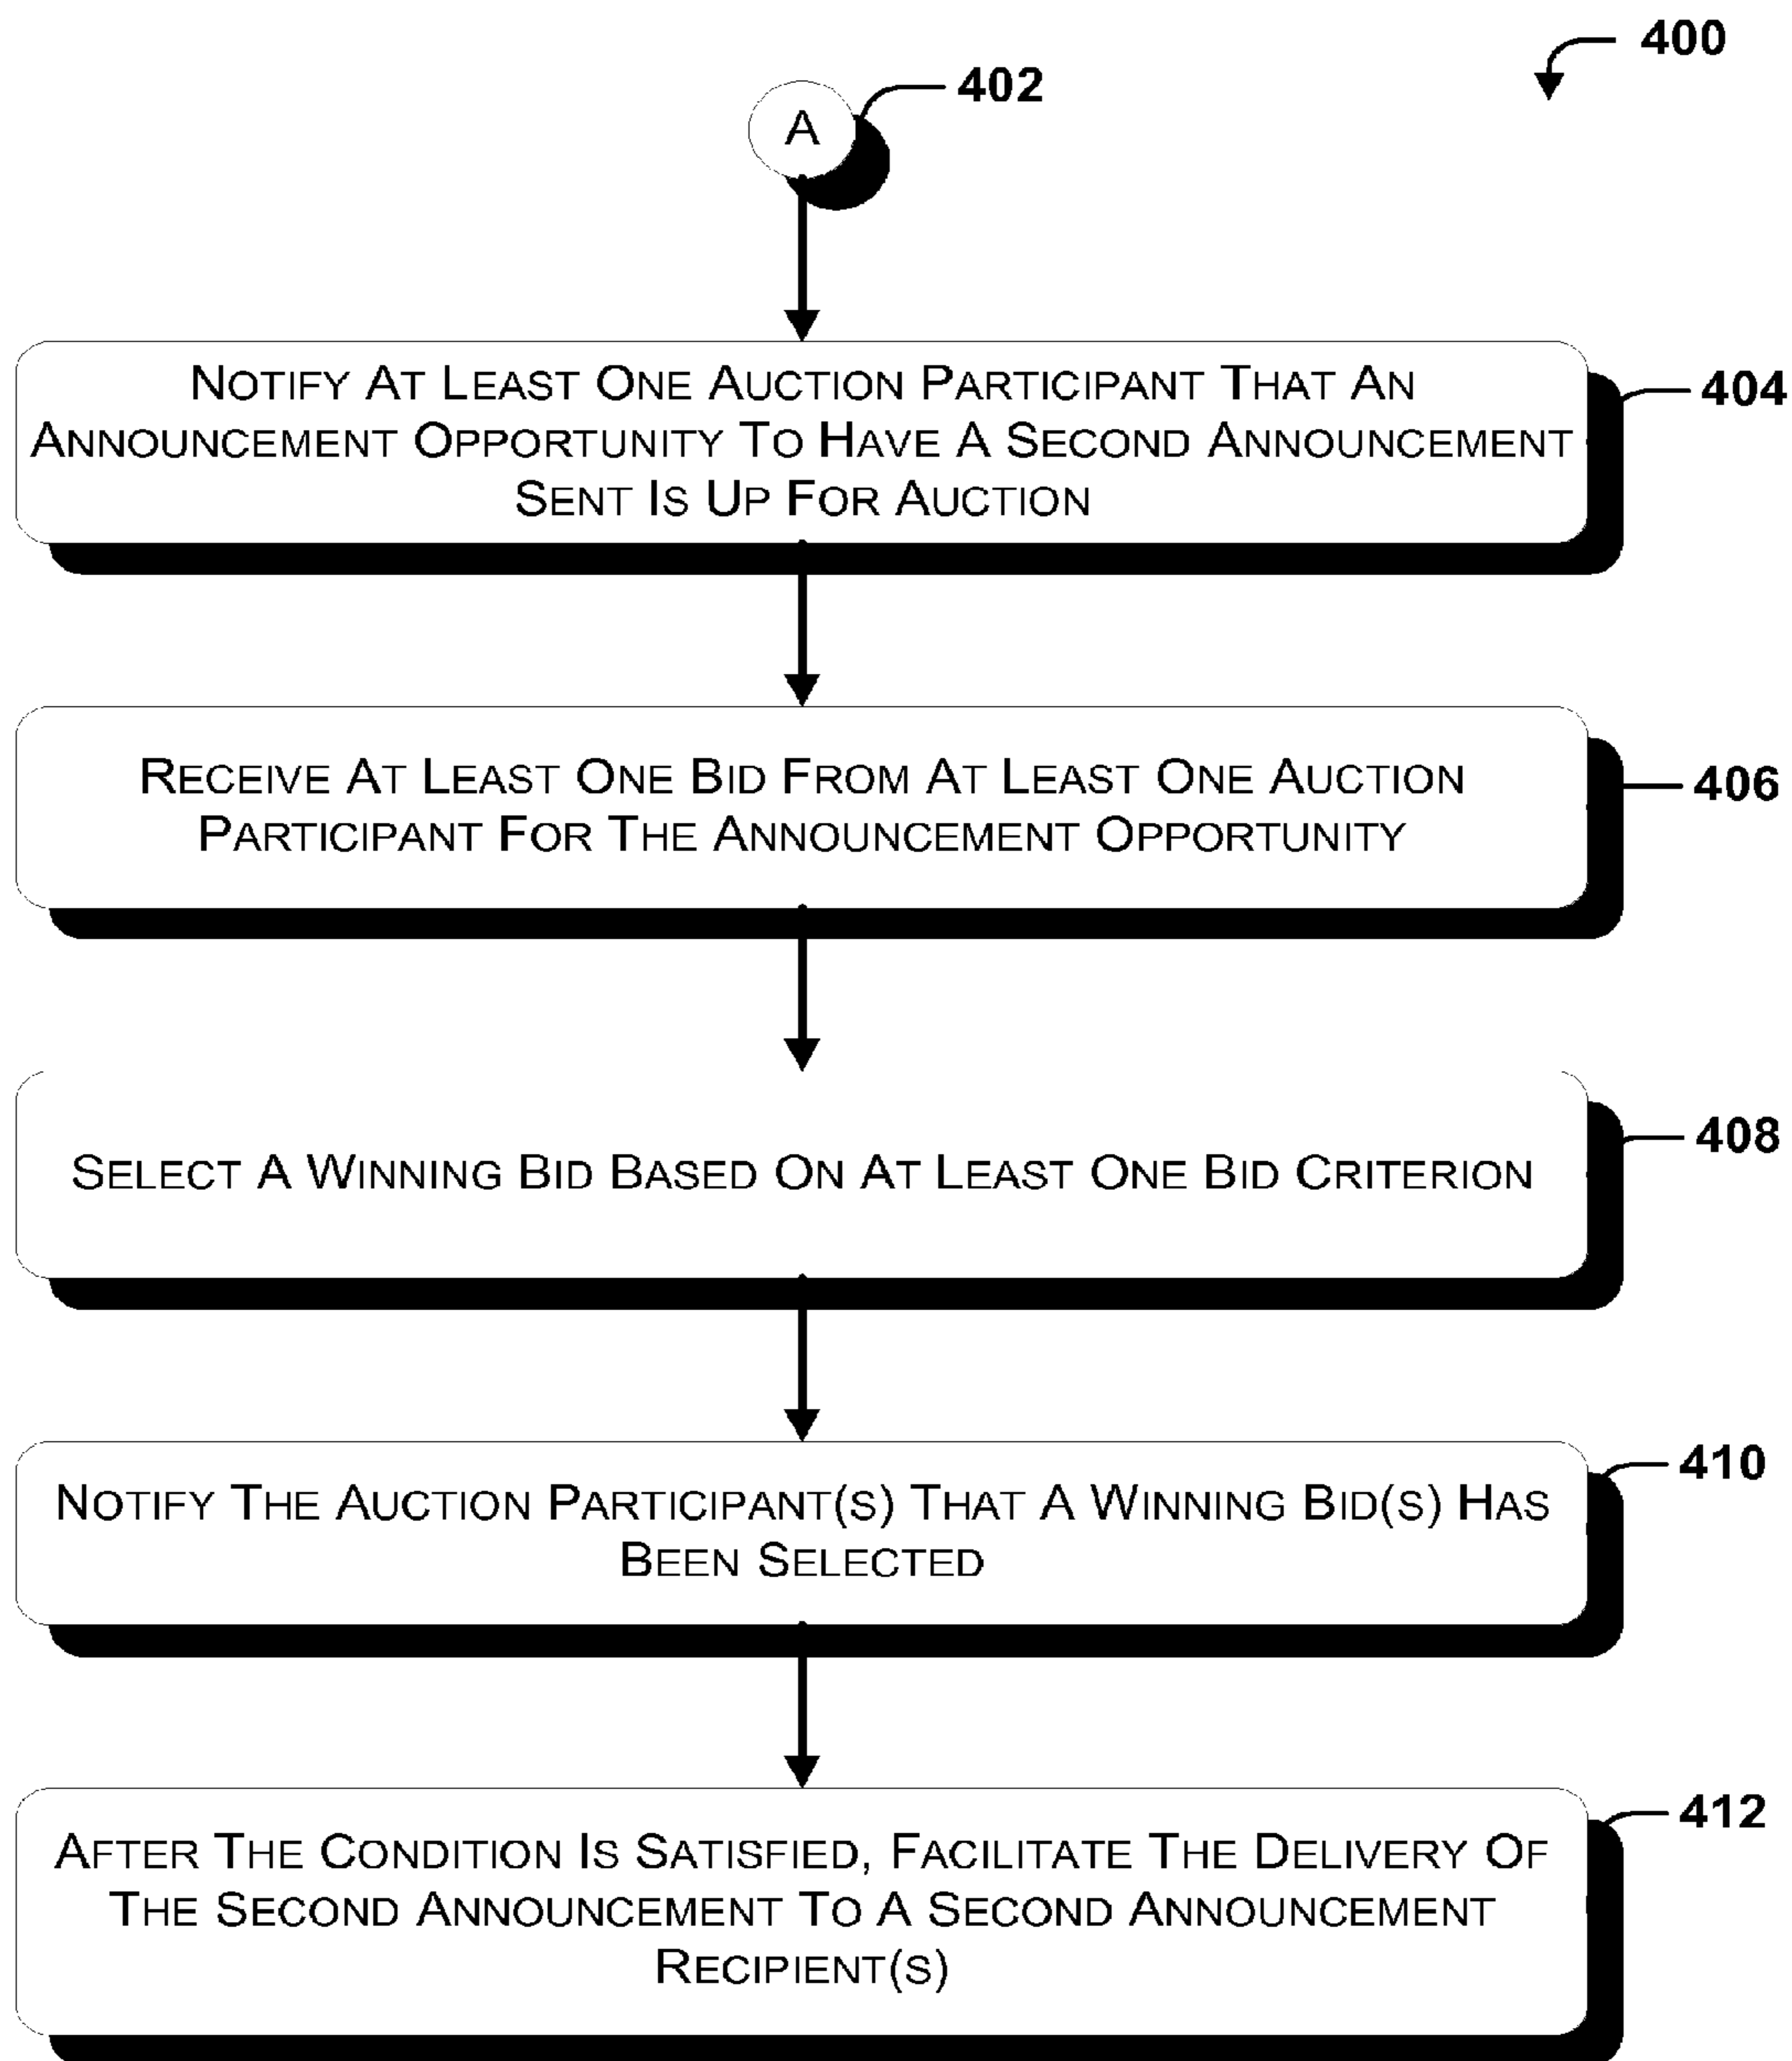 400
402
A
NOTIFY AT LEAST ONE AUCTION PARTICIPANT THAT AN
ANNOUNCEMENT OPPORTUNITY TO HAVE A SECOND ANNOUNCEMENT
SENT IS UP FOR AUCTION
404
RECEIVE AT LEAST ONE BID FROM AT LEAST ONE AUCTION
PARTICIPANT FOR THE ANNOUNCEMENT OPPORTUNITY
406
SELECT A WINNING BID BASED ON AT LEAST ONE BID CRITERION
408
NOTIFY THE AUCTION PARTICIPANT(S) THAT A WINNING BID(S) HAS
BEEN SELECTED
410
AFTER THE CONDITION IS SATISFIED, FACILITATE THE DELIVERY OF
THE SECOND ANNOUNCEMENT TO A SECOND ANNOUNCEMENT
RECIPIENT(S)
412